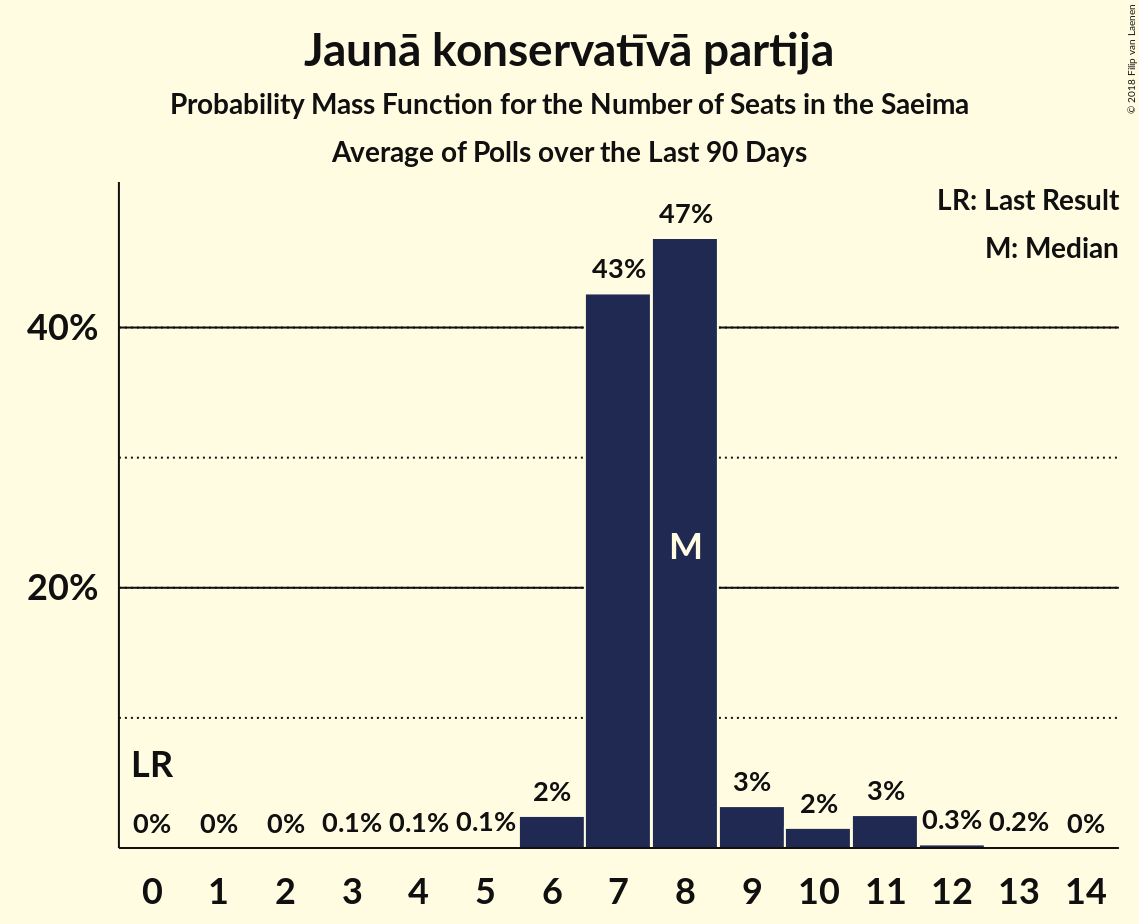 Jaunā konservatīvā partija
Probability Mass Function for the Number of Seats in the Saeima
Average of Polls over the Last 90 Days
© 2018 Filip van Laenen
LR: Last Result
M: Median
47%
43%
40%
M
20%
LR
0% 0% 0% 0.1% 0.1% 0.1% 2% 3% 2% 3% 0.3% 0.2% 0%
0 1 2 3 4 5 6 7 8 9 10 11 12 13 14